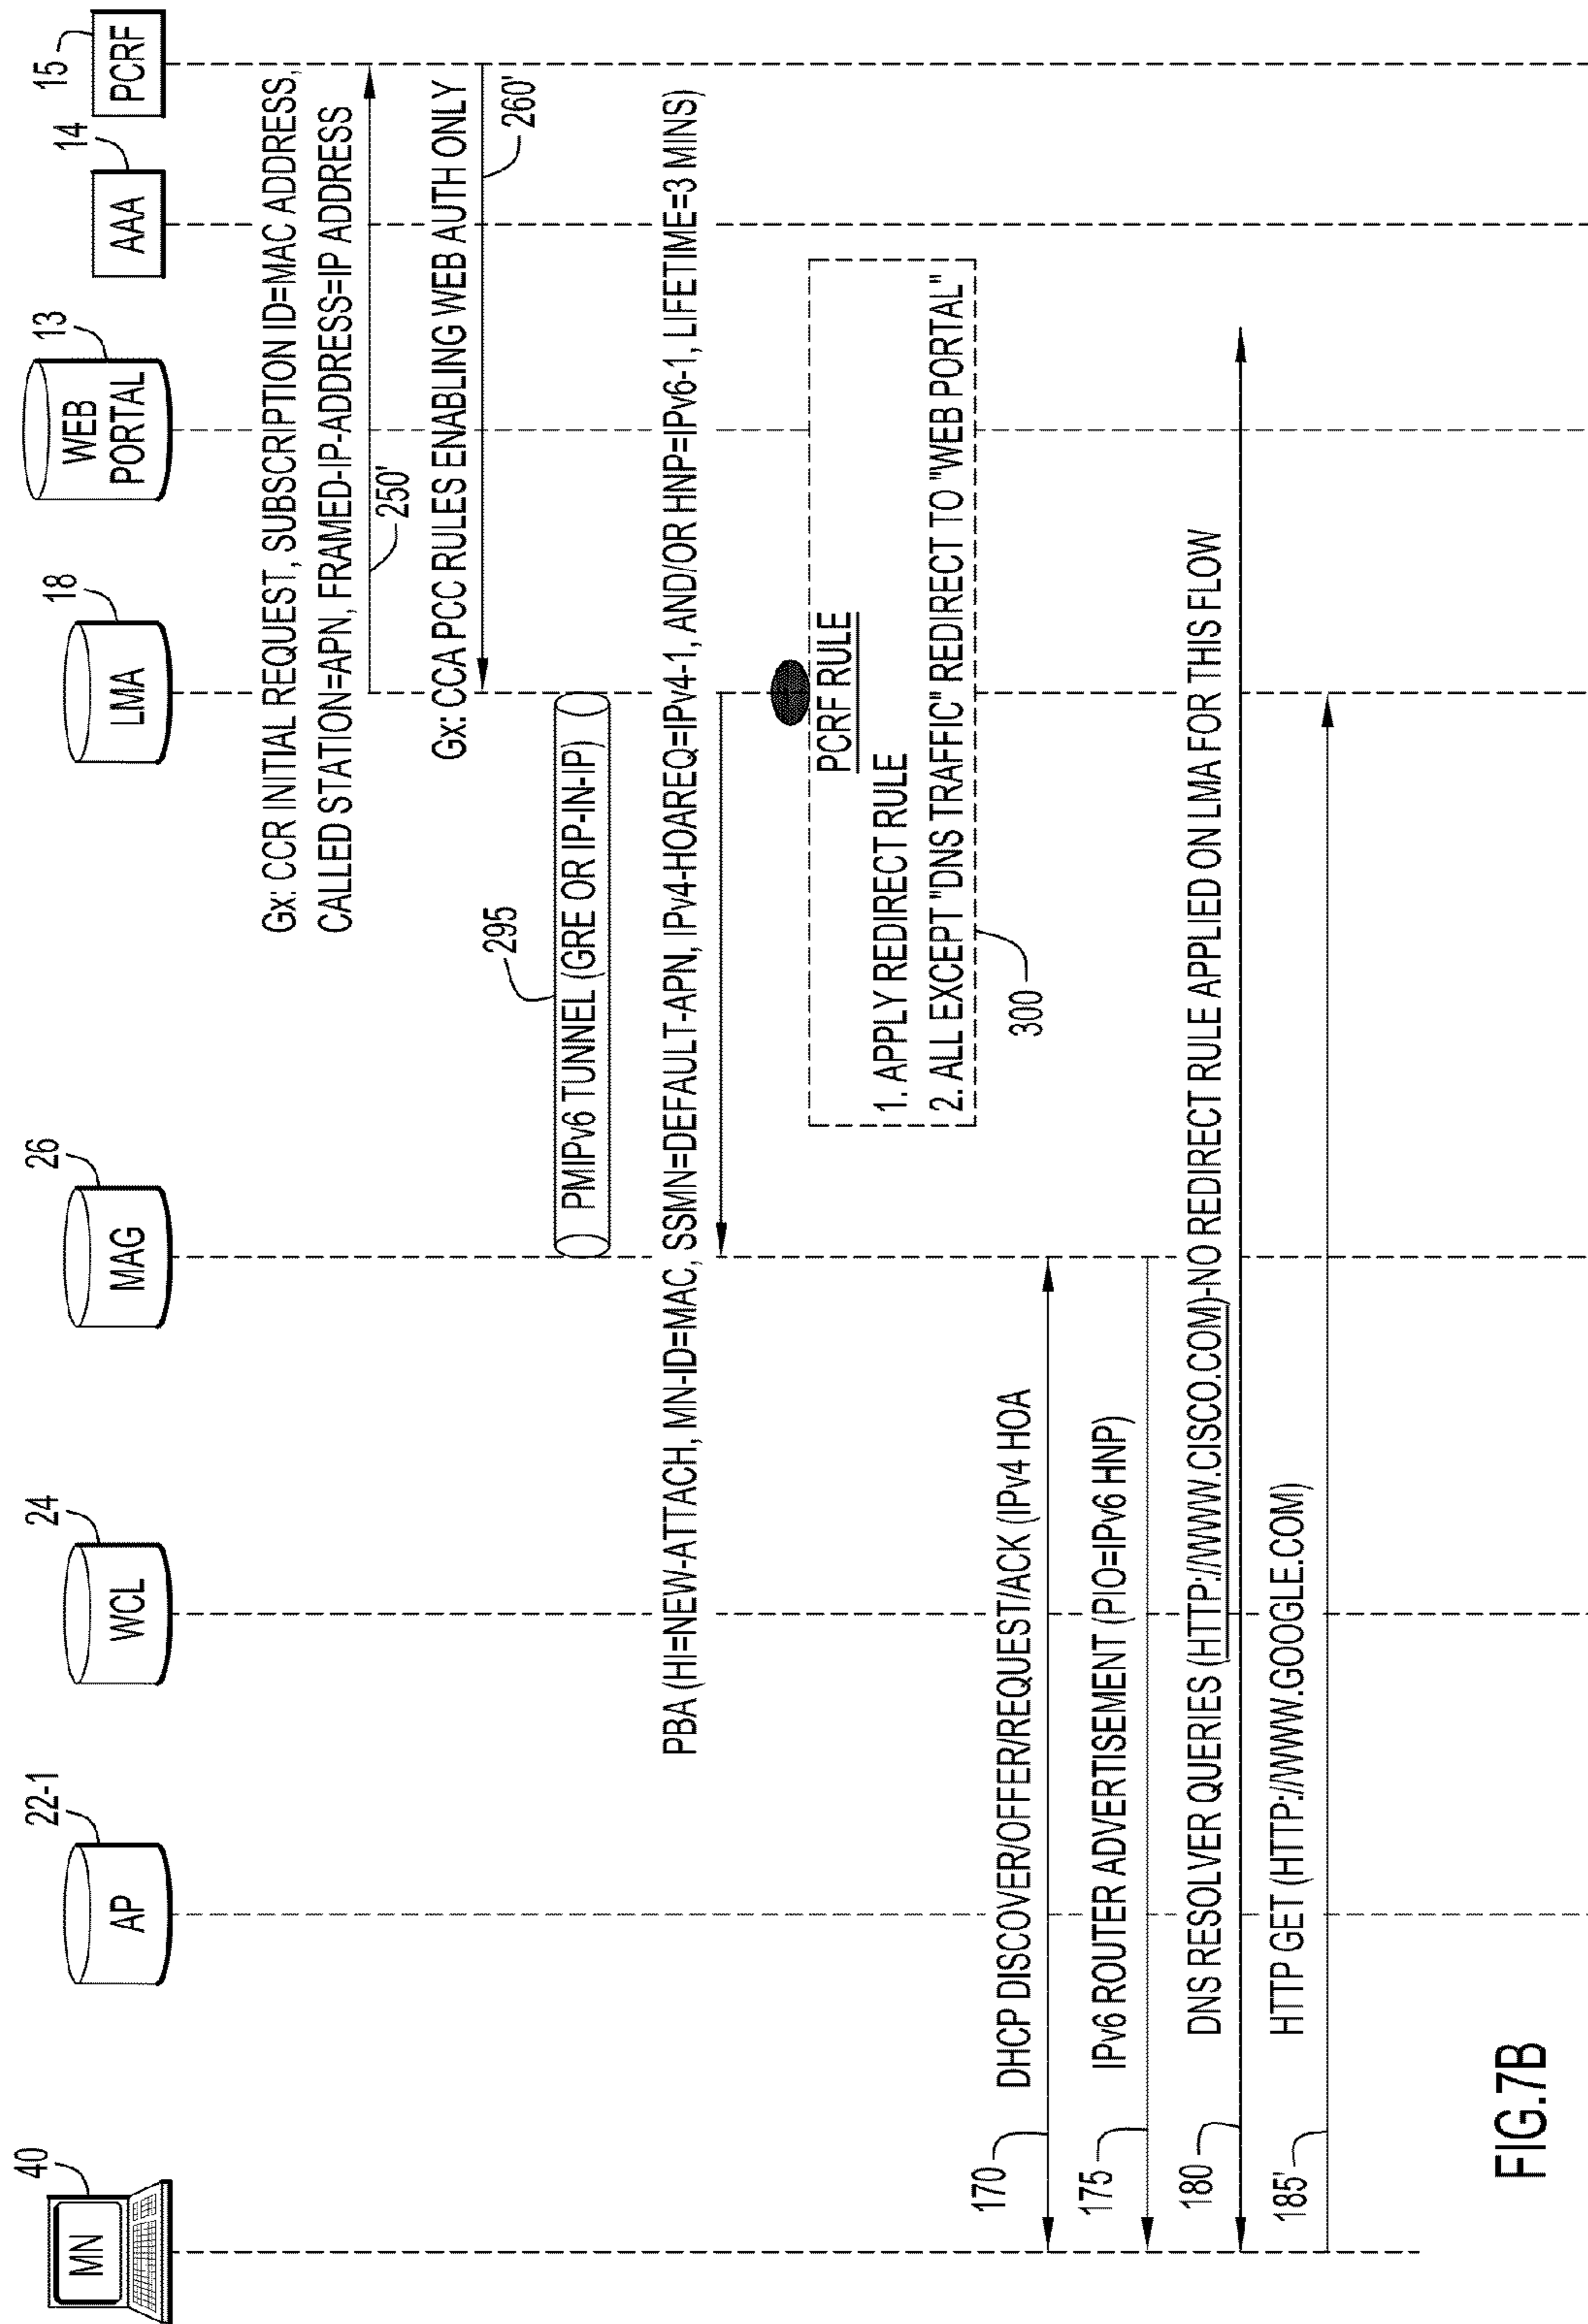 40
22-1
24
26
18
13
14
15
MN
AP
WCL
MAG
LMA
WEB
PORTAL
AAA
PCRF
Gx: CCR INITIAL REQUEST, SUBSCRIPTION ID=MAC ADDRESS,
CALLED STATION=APN, FRAMED-IP-ADDRESS=IP ADDRESS
250'
Gx: CCA PCC RULES ENABLING WEB AUTH ONLY
260'
295
PMIPv6 TUNNEL (GRE OR IP-IN-IP)
PBA (HI=NEW-ATTACH, MN-ID=MAC, SSMN=DEFAULT-APN, IPv4-HOAREQ=IPv4-1, AND/OR HNP=IPv6-1, LIFETIME=3 MINS)
PCRF RULE
1. APPLY REDIRECT RULE
2. ALL EXCEPT "DNS TRAFFIC" REDIRECT TO "WEB PORTAL"
300
170
DHCP DISCOVER/OFFER/REQUEST/ACK (IPv4 HOA
175
IPv6 ROUTER ADVERTISEMENT (PIO=IPv6 HNP)
180
DNS RESOLVER QUERIES (HTTP://WWW.CISCO.COM)-NO REDIRECT RULE APPLIED ON LMA FOR THIS FLOW
185'
HTTP GET (HTTP://WWW.GOOGLE.COM)
FIG.7B